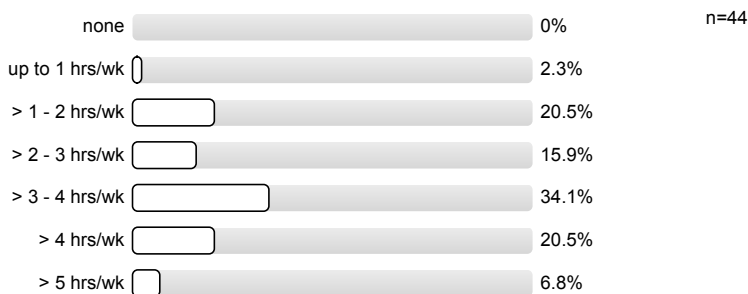 none 0% n=44
up to 1 hrs/wk 2.3%
> 1 - 2 hrs/wk 20.5%
> 2 - 3 hrs/wk 15.9%
> 3 - 4 hrs/wk 34.1%
> 4 hrs/wk 20.5%
> 5 hrs/wk 6.8%